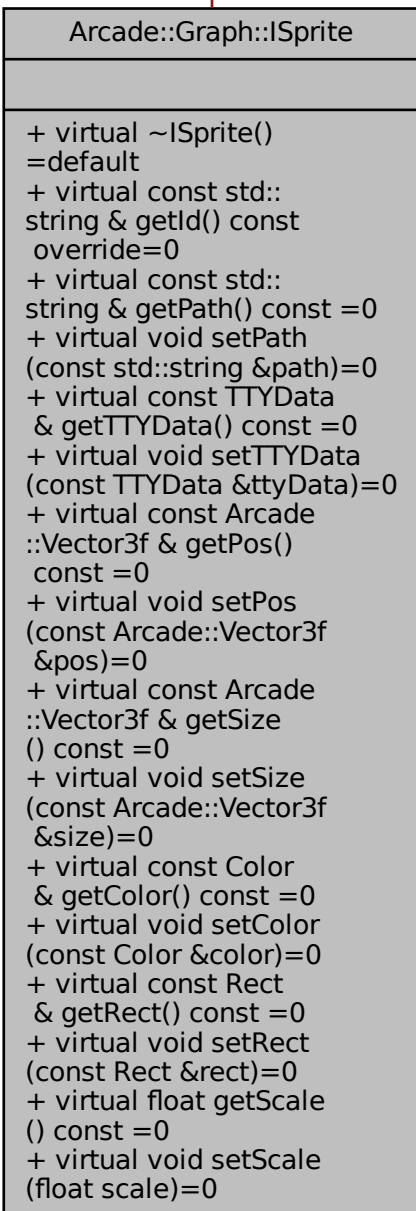 Arcade::Graph::ISprite
+ virtual ~ISprite()
=default
+ virtual const std::
string & getId() const
override=0
+ virtual const std::
string & getPath() const =0
+ virtual void setPath
(const std::string &path)=0
+ virtual const TTYData
& getTTYData() const =0
+ virtual void setTTYData
(const TTYData &ttyData)=0
+ virtual const Arcade
::Vector3f & getPos()
const =0
+ virtual void setPos
(const Arcade::Vector3f
&pos)=0
+ virtual const Arcade
::Vector3f & getSize
() const =0
+ virtual void setSize
(const Arcade::Vector3f
&size)=0
+ virtual const Color
& getColor() const =0
+ virtual void setColor
(const Color &color)=0
+ virtual const Rect
& getRect() const =0
+ virtual void setRect
(const Rect &rect)=0
+ virtual float getScale
() const =0
+ virtual void setScale
(float scale)=0